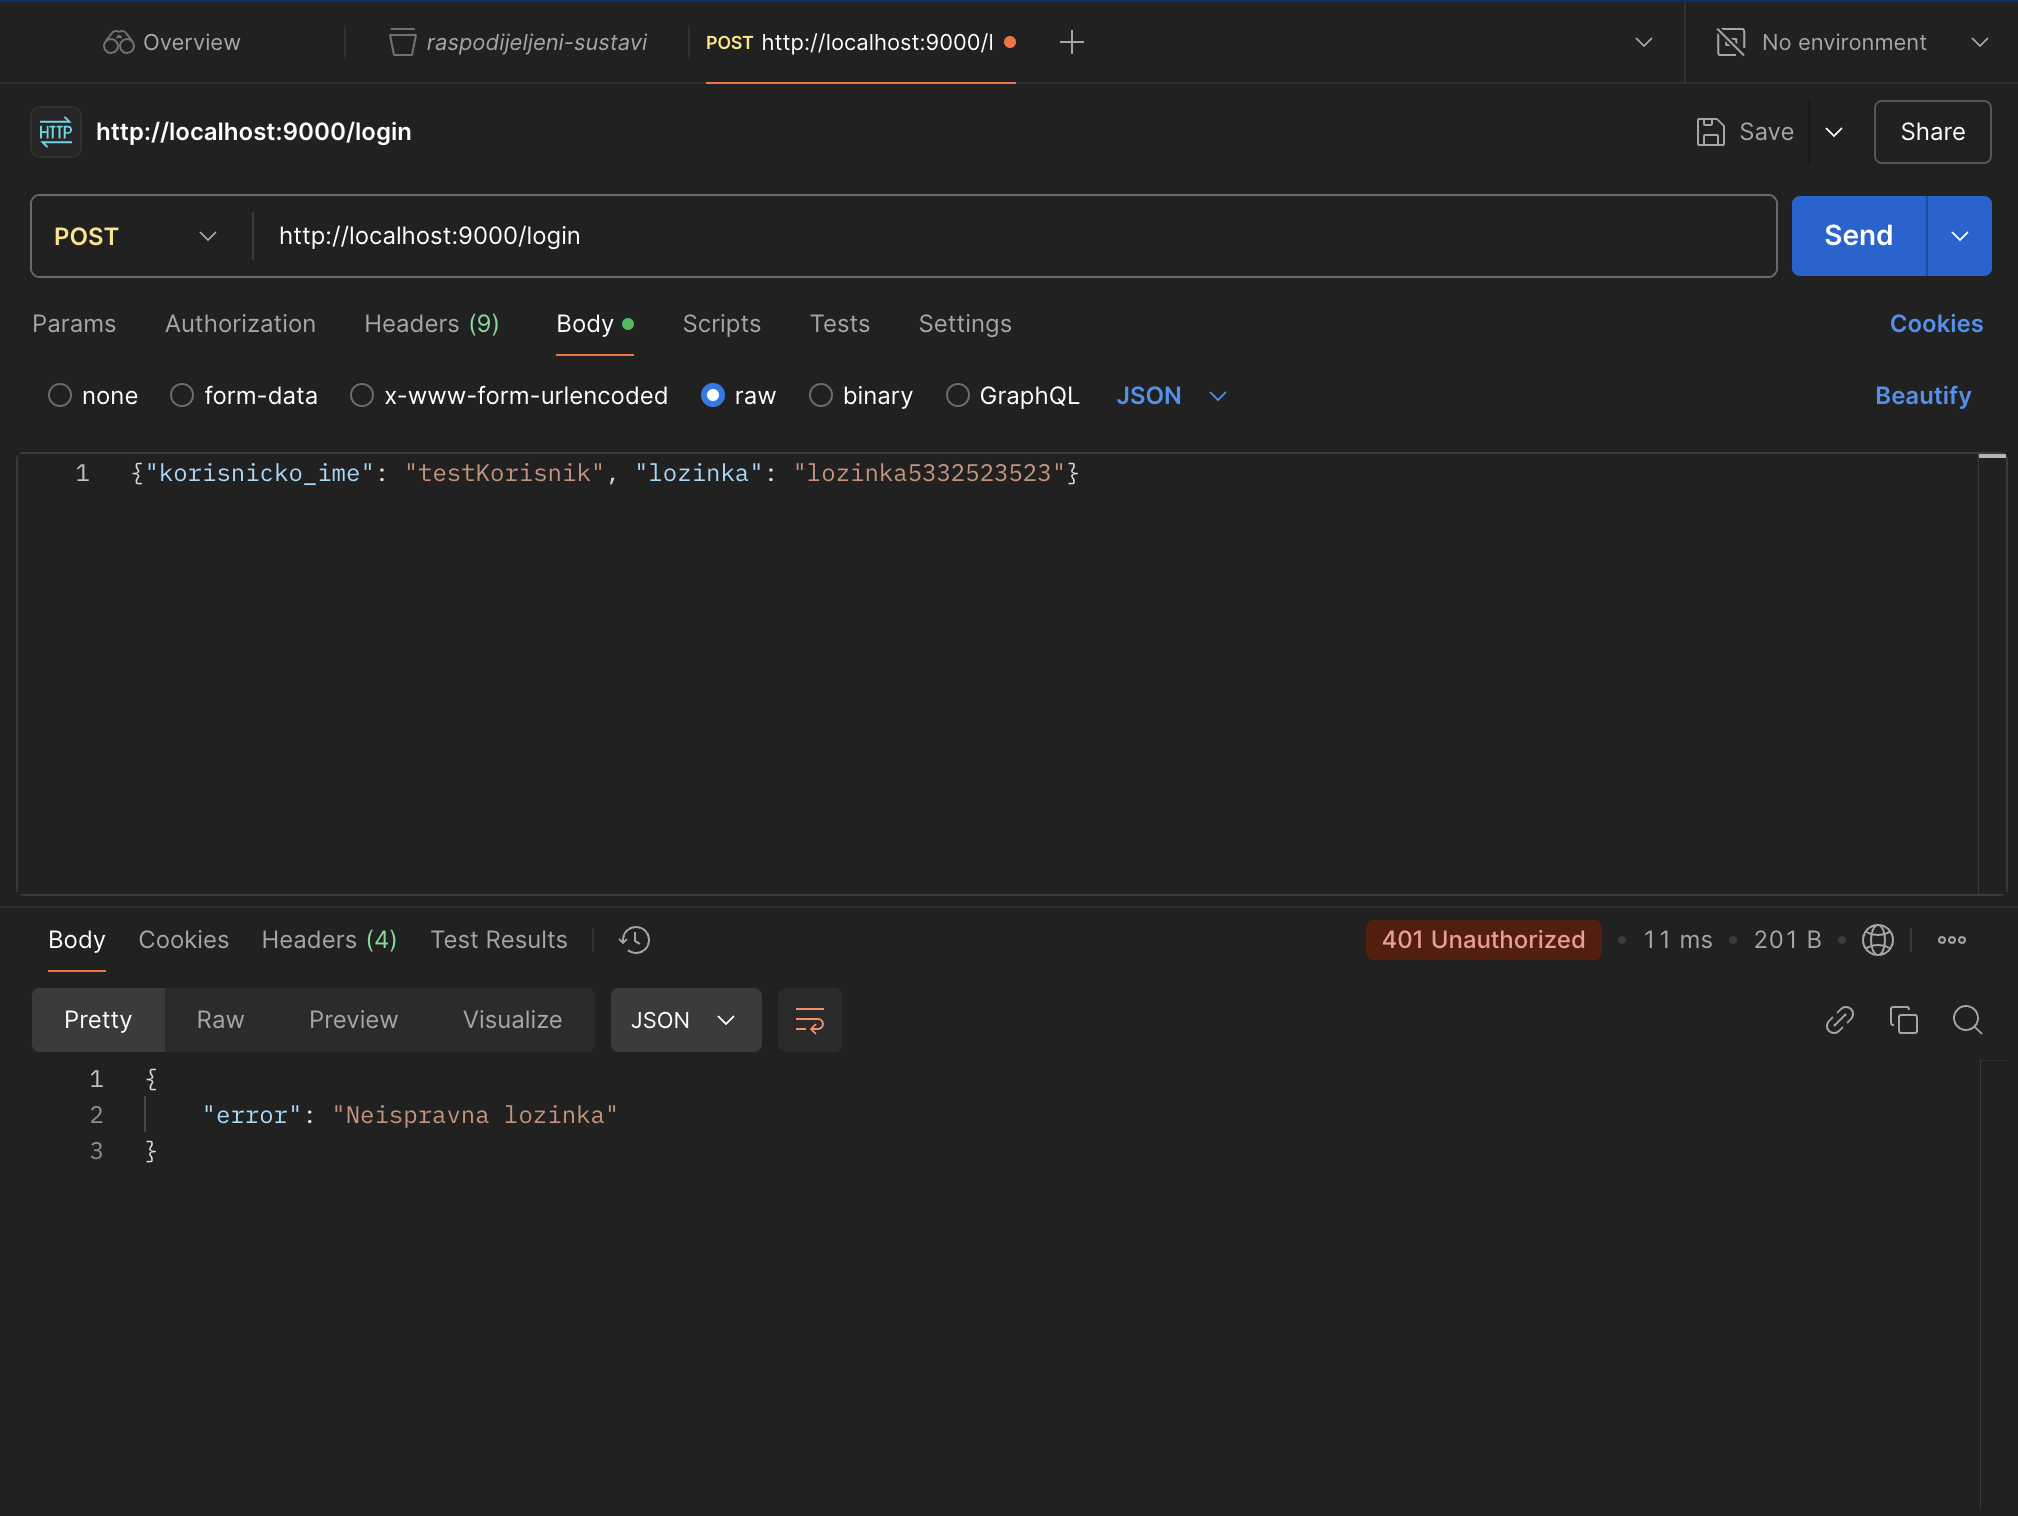 Overview raspodijeljeni-sustavi POST http://localhost:9000/l No environment
HTTP http://localhost:9000/login Save Share
POST http://localhost:9000/login Send
Params Authorization Headers (9) Body Scripts Tests Settings Cookies
none form-data x-www-form-urlencoded raw binary GraphQL JSON Beautify
1 {"korisnicko_ime": "testKorisnik", "lozinka": "lozinka5332523523"}
Body Cookies Headers (4) Test Results 401 Unauthorized • 11 ms • 201 B •
Pretty Raw Preview Visualize JSON
1 {
2 "error": "Neispravna lozinka"
3 }